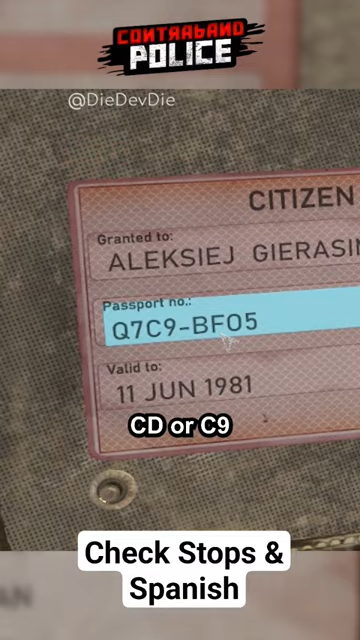 CONTRABAND
POLICE
@DieDevDie
CITIZEN
Granted to:
ALEKSIEJ GIERASIM
Passport no.:
Q7C9-BF05
Valid to:
11 JUN 1981
CD or C9
Check Stops &
Spanish